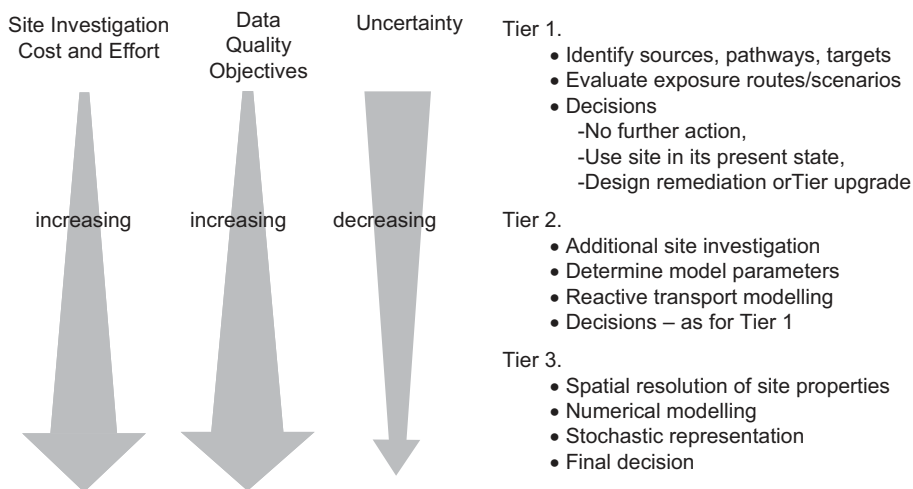 Site Investigation
Cost and Effort
Data
Quality
Objectives
Uncertainty
increasing
increasing
decreasing
Tier 1.
• Identify sources, pathways, targets
• Evaluate exposure routes/scenarios
• Decisions
-No further action,
-Use site in its present state,
-Design remediation orTier upgrade
Tier 2.
• Additional site investigation
• Determine model parameters
• Reactive transport modelling
• Decisions – as for Tier 1
Tier 3.
• Spatial resolution of site properties
• Numerical modelling
• Stochastic representation
• Final decision